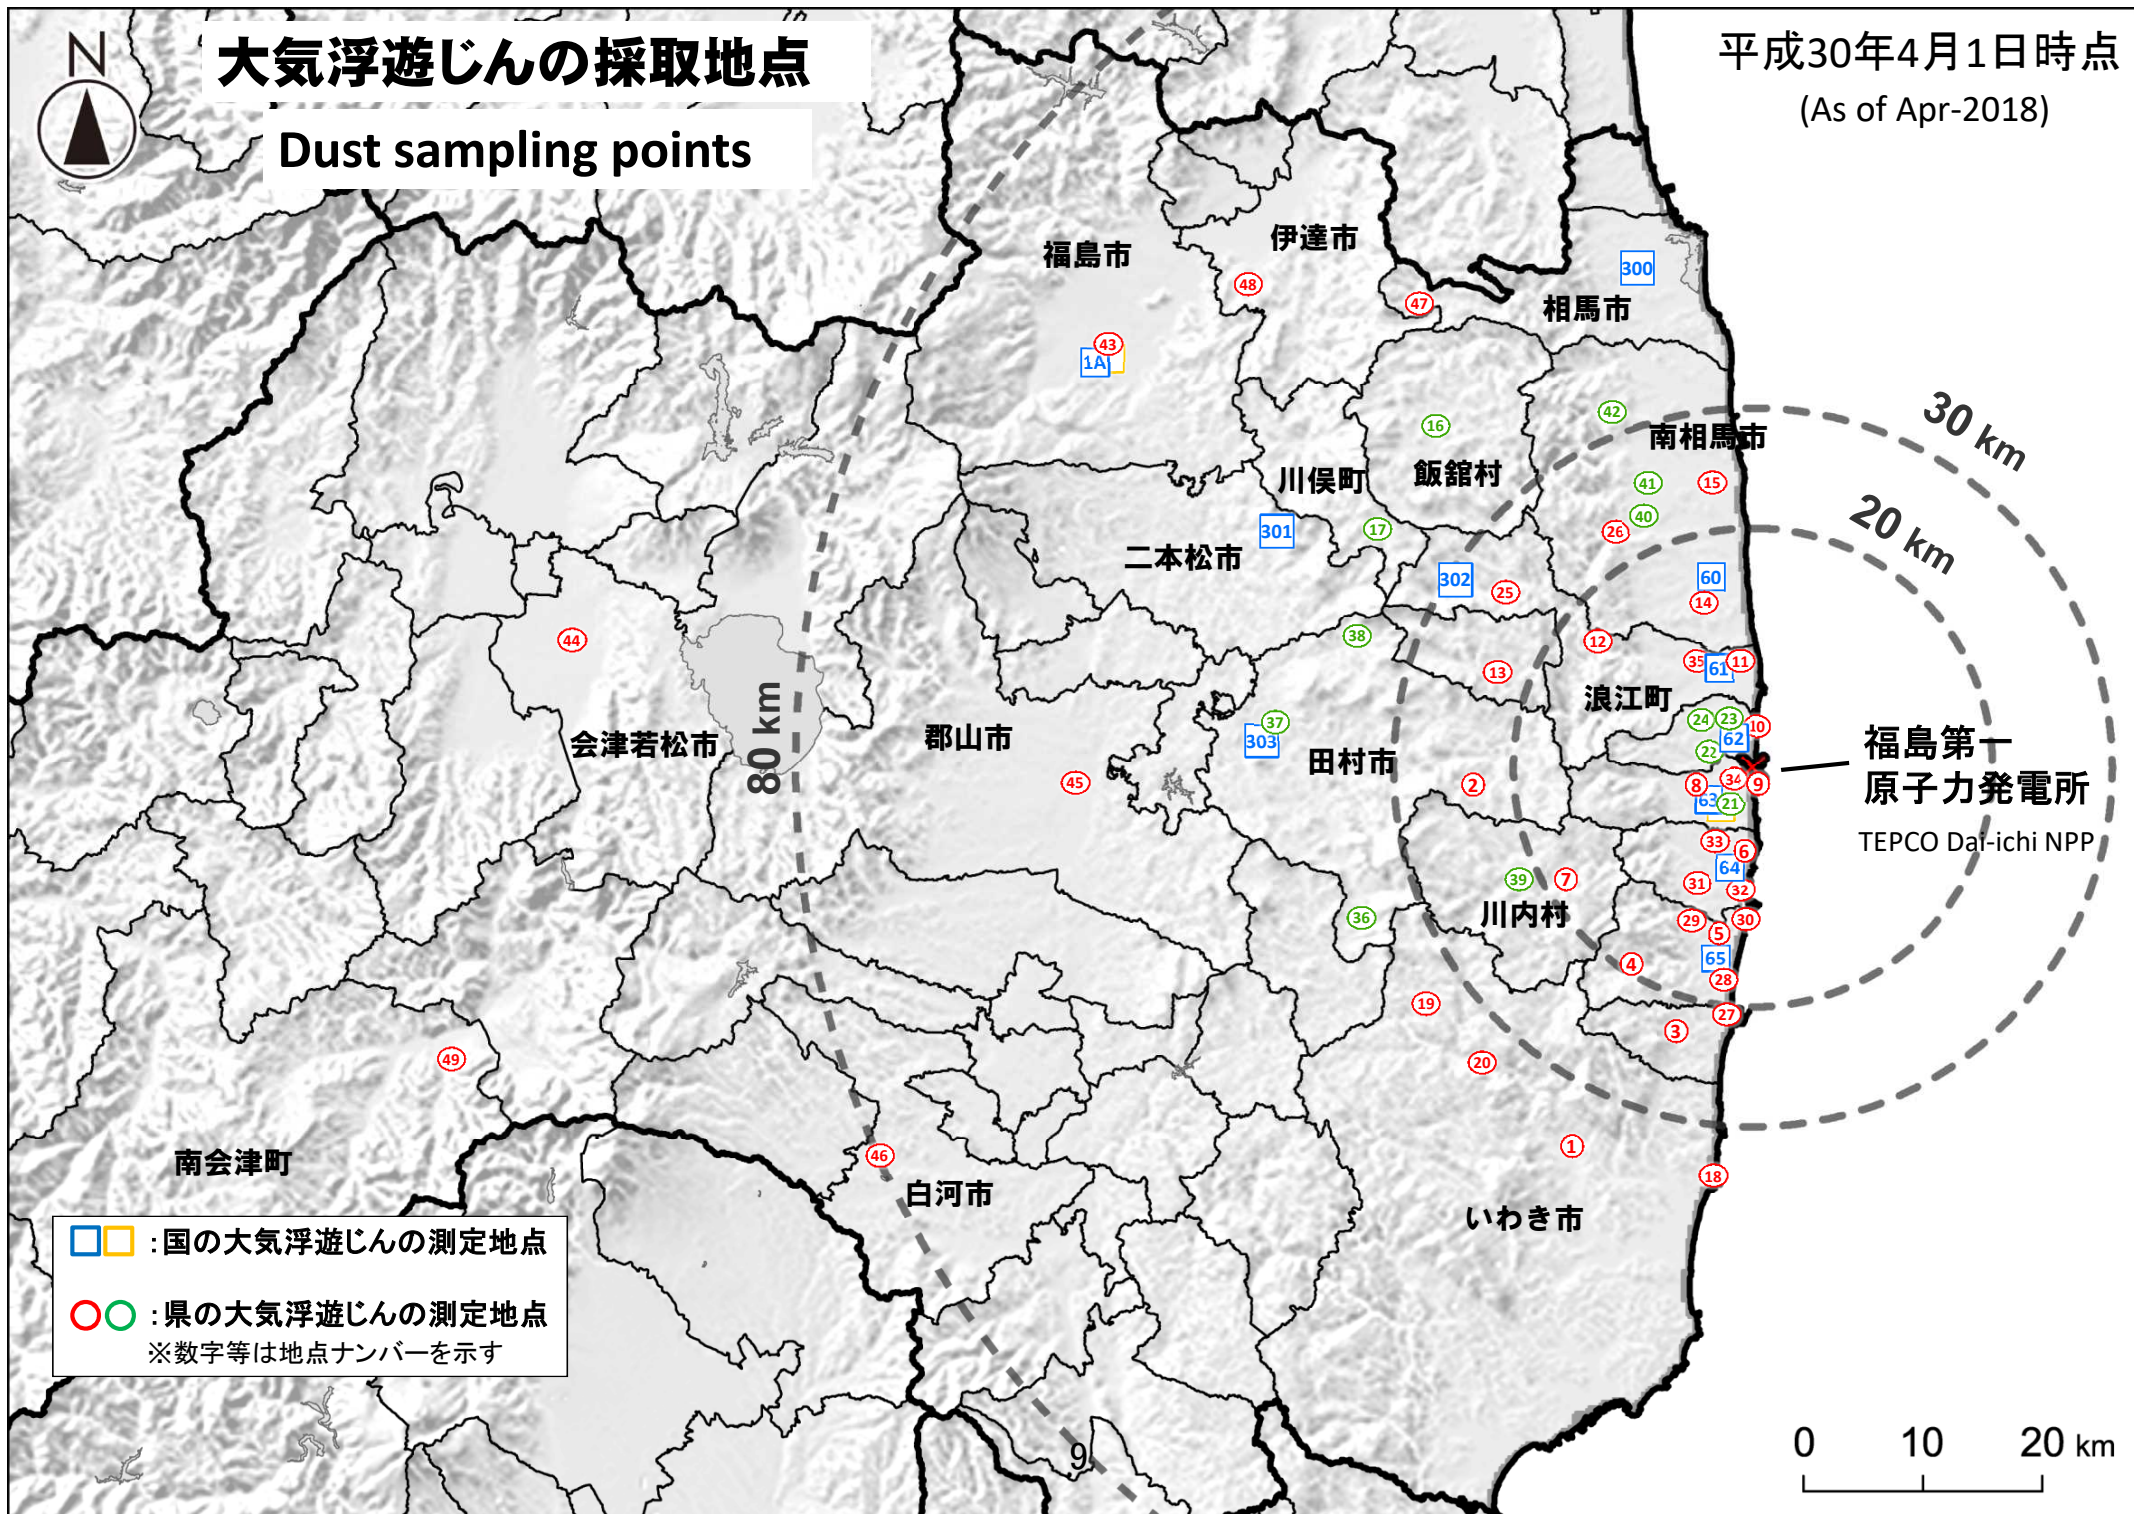 N
大気浮遊じんの採取地点
Dust sampling points
平成30年4月1日時点
(As of Apr-2018)
福島市
伊達市
300
相馬市
48
47
43
1A
42
30 km
南相馬市
16
川俣町
飯舘村
41
15
20 km
40
26
301
17
二本松市
302
60
25
14
38
44
12
35
61
11
13
浪江町
80 km
会津若松市
郡山市
37
303
田村市
24
23
10
62
22
福島第一
原子力発電所
TEPCO Dai-ichi NPP
45
2
8
34
9
63
21
33
6
64
39
7
31
32
川内村
36
29
30
5
4
65
28
19
27
3
20
49
1
46
18
南会津町
白河市
いわき市
:国の大気浮遊じんの測定地点
:県の大気浮遊じんの測定地点
※数字等は地点ナンバーを示す
9
0 10 20 km